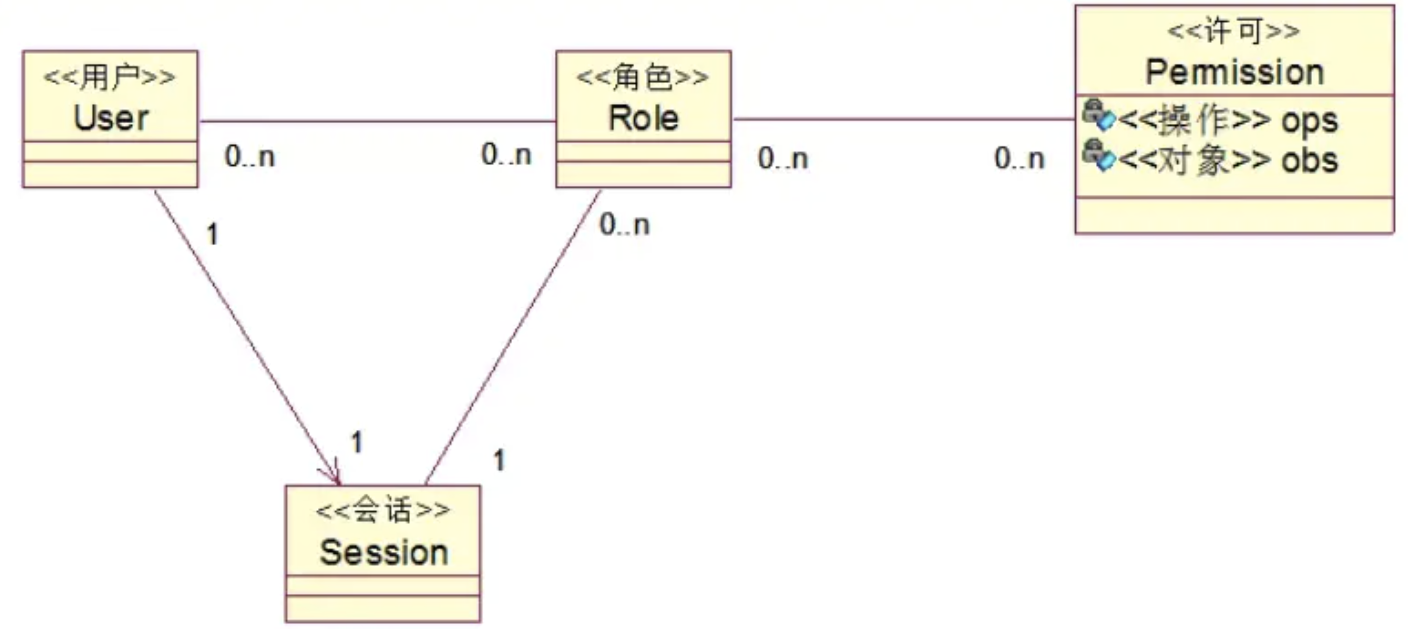 <<用户>>
User
<<角色>>
Role
<<许可>>
Permission
<<操作>> ops
<<对象>> obs
0..n
0..n
0..n
0..n
1
0..n
1
1
<<会话>>
Session